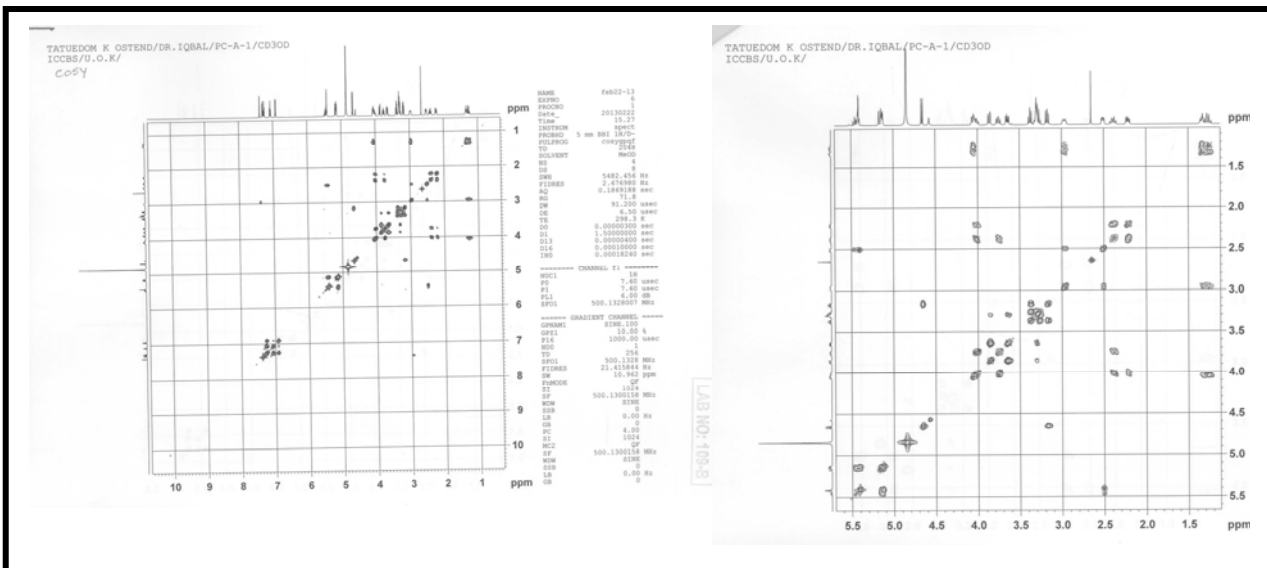 TATUEDOM K OSTEND/DR.IQBAL/PC-A-1/CD3OD
ICCBS/U.O.K/
COSY
NAME feb22-13
EXPNO 6
PROCNO 1
Date_ 20130222
Time 15.27
INSTRUM spect
PROBHD 5 mm BBI 1H/D-
PULPROG cosygpqf
TD 2048
SOLVENT MeOD
NS 4
DS 8
SWH 5482.456 Hz
FIDRES 2.676980 Hz
AQ 0.1869188 sec
RG 71.8
DW 91.200 usec
DE 6.50 usec
TE 298.3 K
D0 0.00000300 sec
D1 1.50000000 sec
D13 0.00000400 sec
D16 0.00010000 sec
IN0 0.00018240 sec
======== CHANNEL f1 ========
NUC1 1H
P0 7.60 usec
P1 7.60 usec
PL1 6.00 dB
SFO1 500.1328007 MHz
====== GRADIENT CHANNEL =====
GPNAM1 SINE.100
GPZ1 10.00 %
P16 1000.00 usec
ND0 1
TD 256
SFO1 500.1328 MHz
FIDRES 21.415844 Hz
SW 10.962 ppm
FnMODE QF
SI 1024
SF 500.1300158 MHz
WDW SINE
SSB 0
LB 0.00 Hz
GB 0
PC 4.00
SI 1024
MC2 QF
SF 500.1300158 MHz
WDW SINE
SSB 0
LB 0.00 Hz
GB 0
ppm
1
2
3
4
5
6
7
8
9
10
10 9 8 7 6 5 4 3 2 1 ppm
LAB NO: 109-B
TATUEDOM K OSTEND/DR.IQBAL/PC-A-1/CD3OD
ICCBS/U.O.K/
ppm
1.5
2.0
2.5
3.0
3.5
4.0
4.5
5.0
5.5
5.5 5.0 4.5 4.0 3.5 3.0 2.5 2.0 1.5 ppm